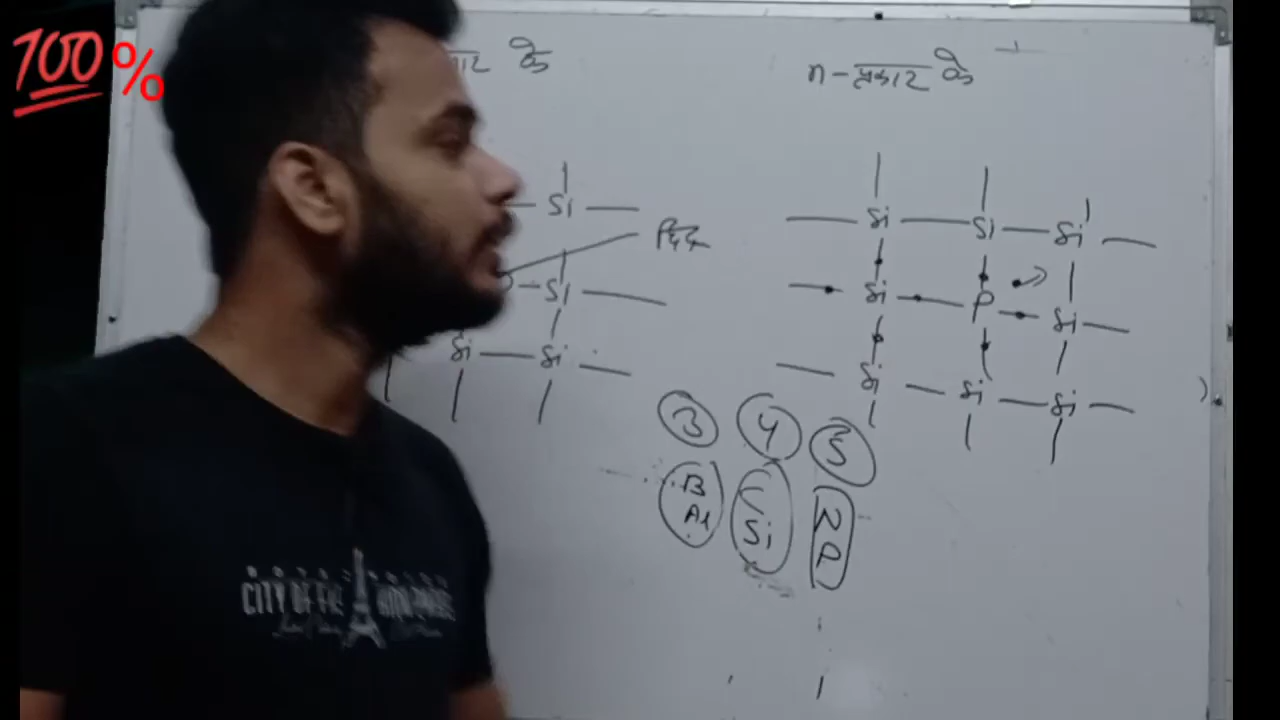 100%
के
n-प्रकार के
Si
Si Si Si
छिद्र
Si
Si P Si
Si Si
Si Si Si
3 4 5
B C N
Al Si P
CITY OF